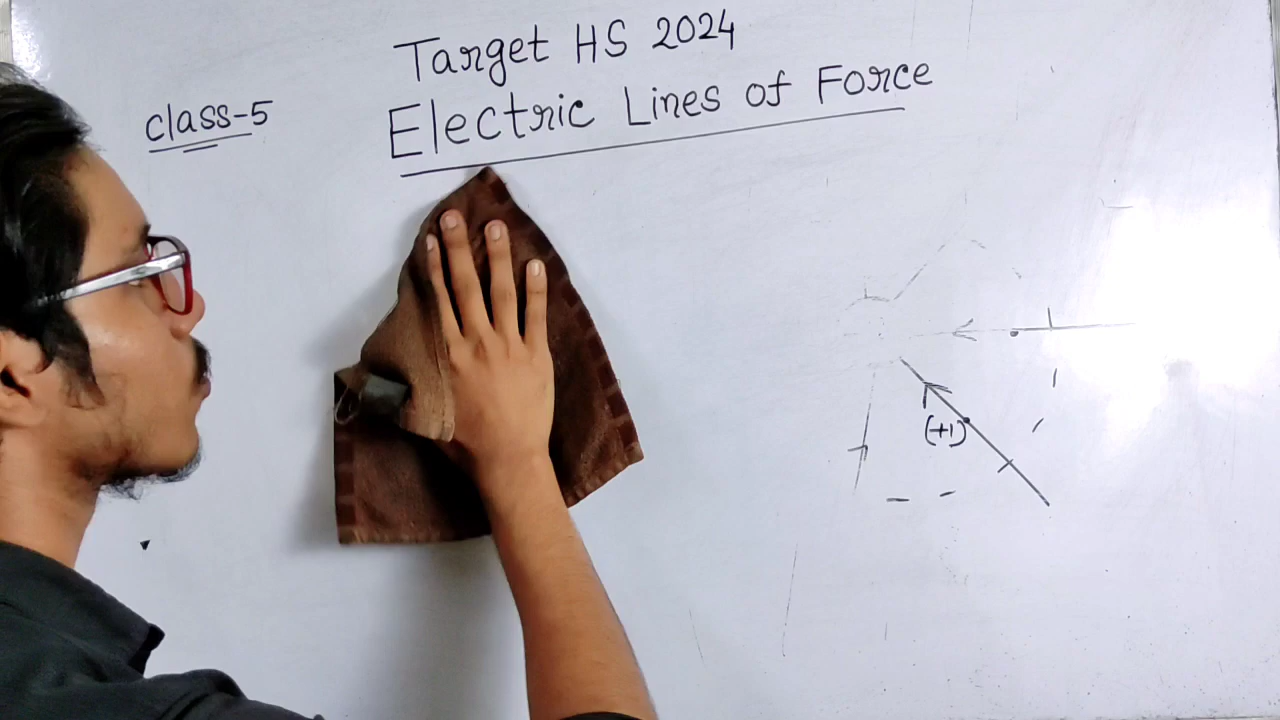 Target HS 2024
class-5
Electric Lines of Force
(+1)